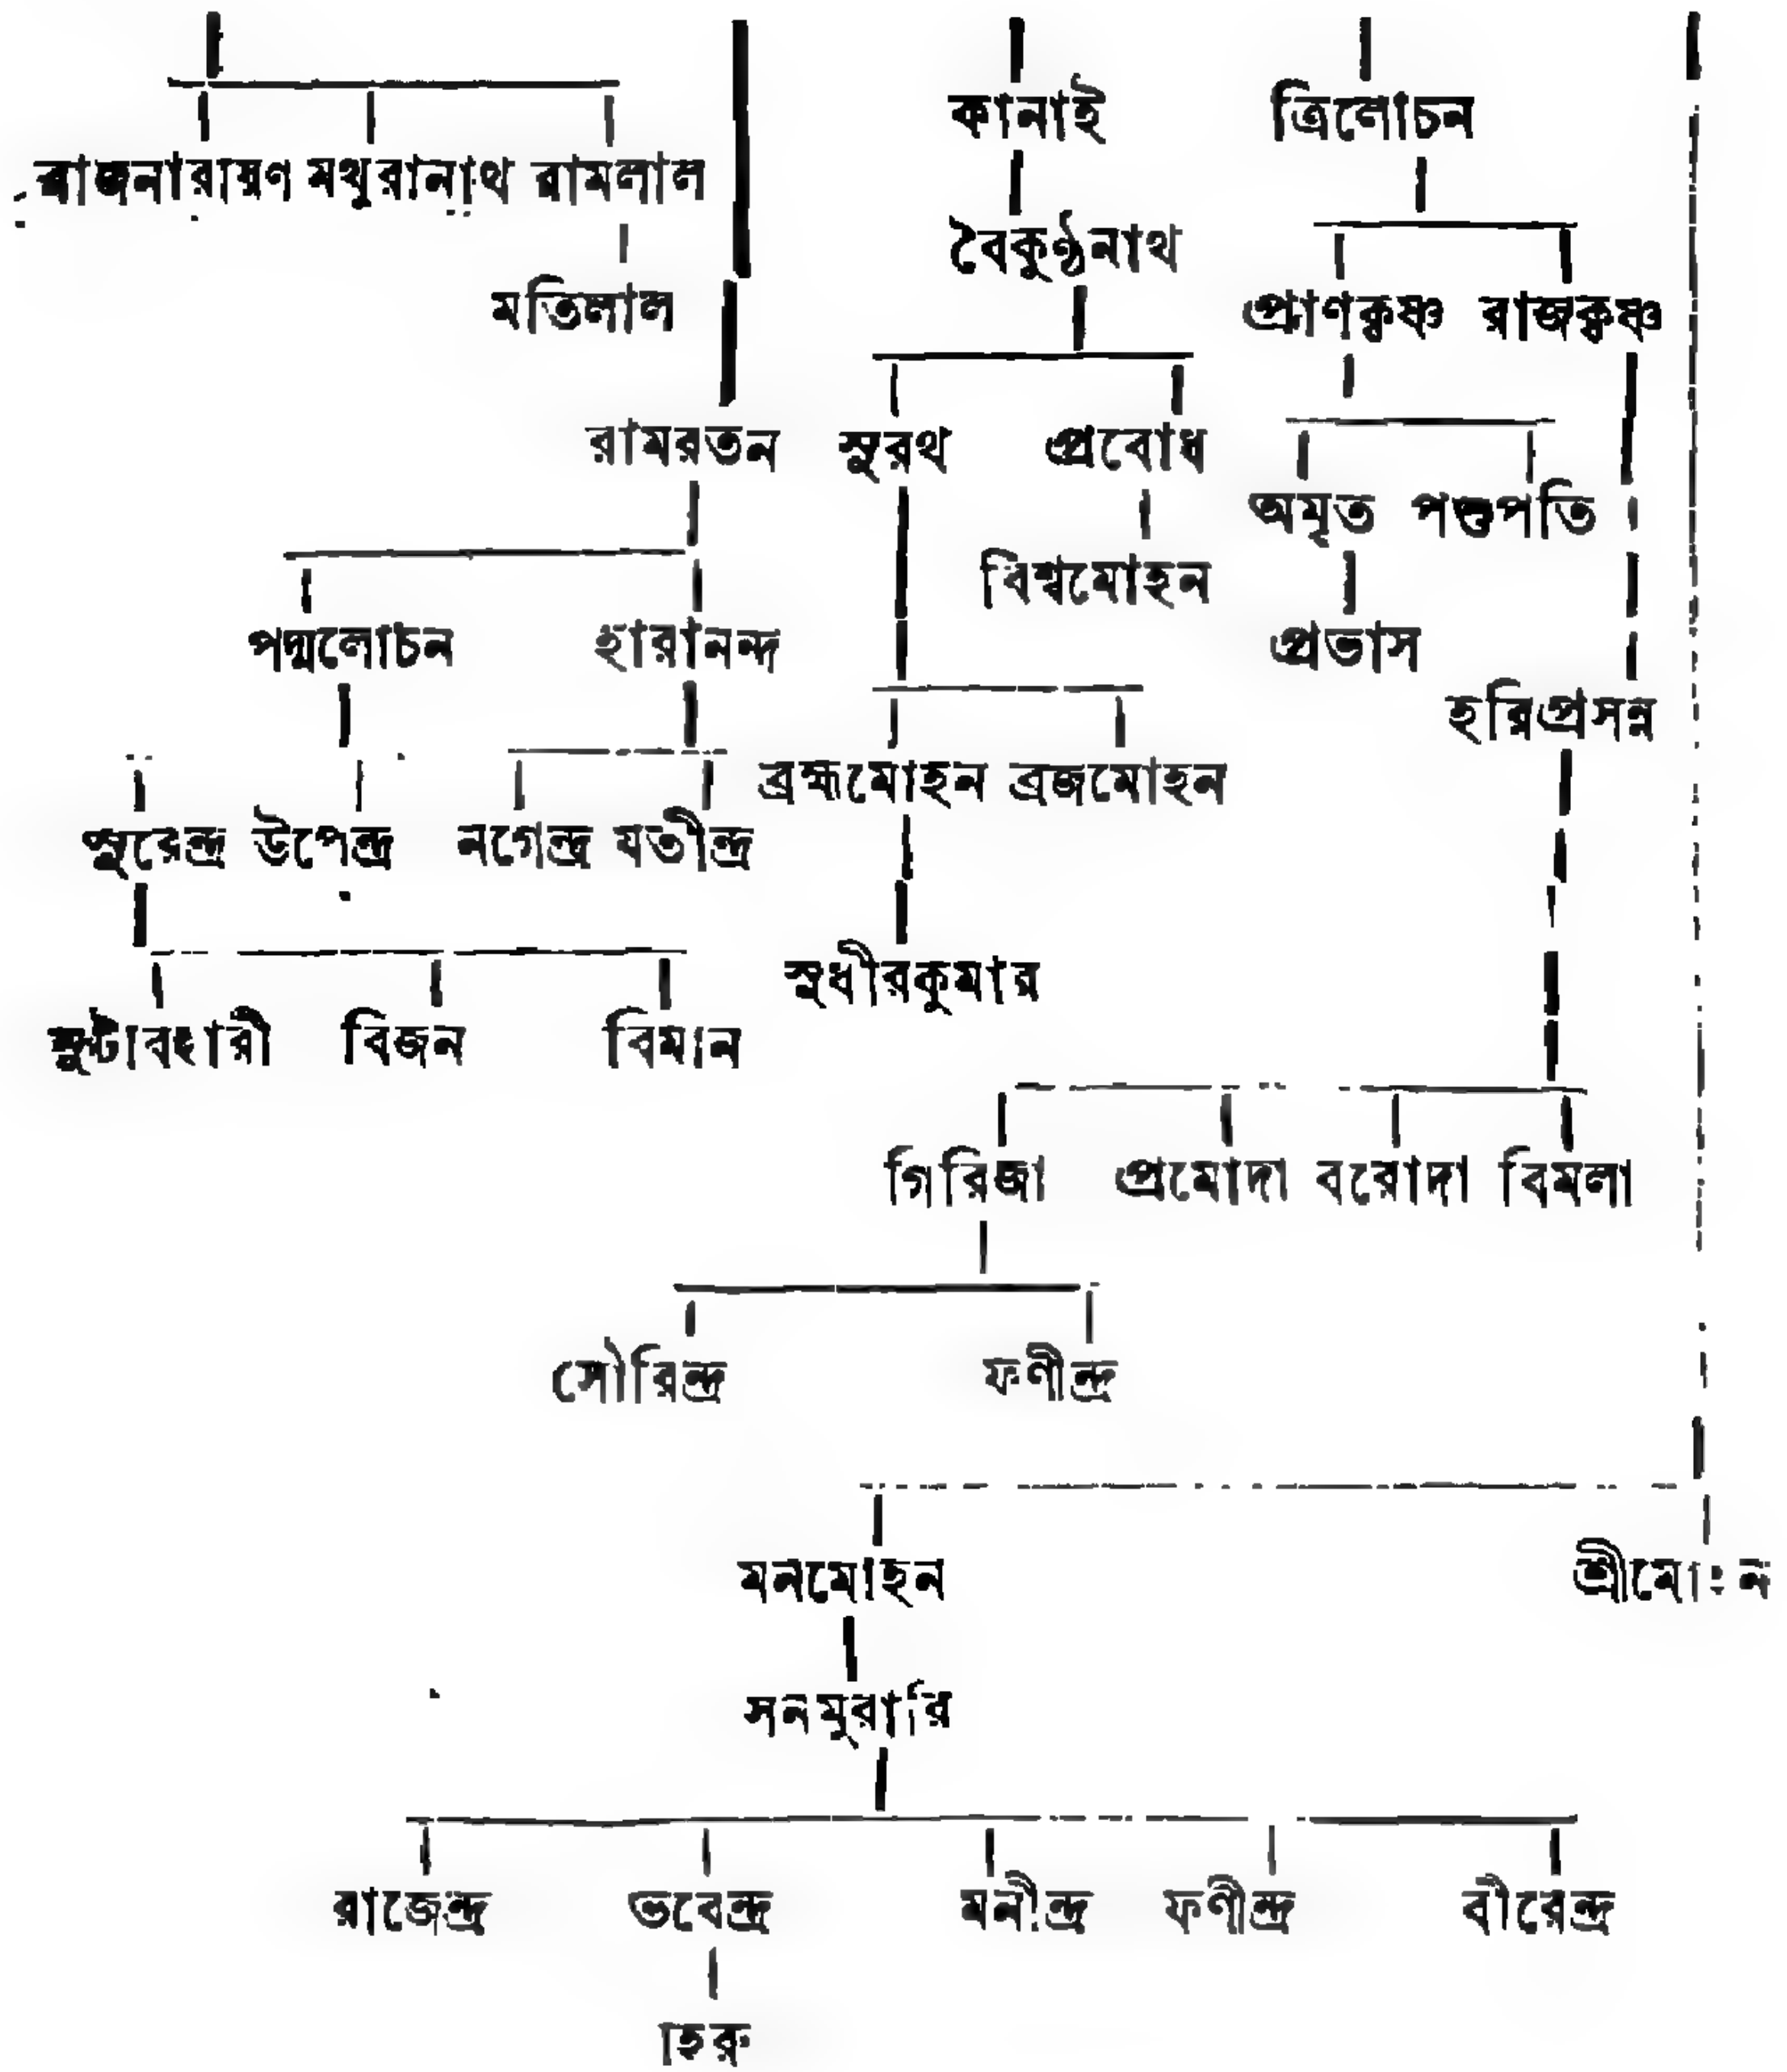 কানাই ত্রিলোচন
রাজনারায়ণ মথুরানাথ রামলাল
বৈকুণ্ঠনাথ
মতিলাল প্রাণকৃষ্ণ রাজকৃষ্ণ
রামরতন সুরথ প্রবোধ
অমৃত পশুপতি
বিশ্বমোহন
পদ্মলোচন হারানন্দ প্রভাস
হরিপ্রসন্ন
ব্রহ্মমোহন ব্রজমোহন
সুরেন্দ্র উপেন্দ্র নগেন্দ্র যতীন্দ্র
সুধীরকুমার
বিজন বিমান
গিরিজা প্রমোদা বরোদা বিমলা
সৌরিন্দ্র ফণীন্দ্র
মনমোহন শ্রীমোহন
সনমুরারি
রাজেন্দ্র ভবেন্দ্র মনীন্দ্র ফণীন্দ্র বীরেন্দ্র
হিরু